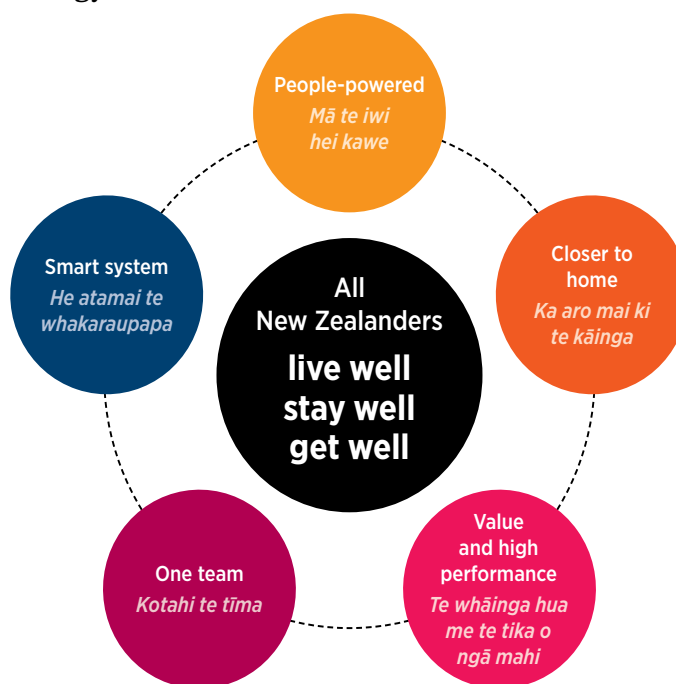 People-powered
Mā te iwi
hei kawe
Closer to
home
Ka aro mai ki
te kāinga
Value
and high
performance
Te whāinga hua
me te tika o
ngā mahi
One team
Kotahi te tīma
Smart system
He atamai te
whakaraupapa
All
New Zealanders
live well
stay well
get well